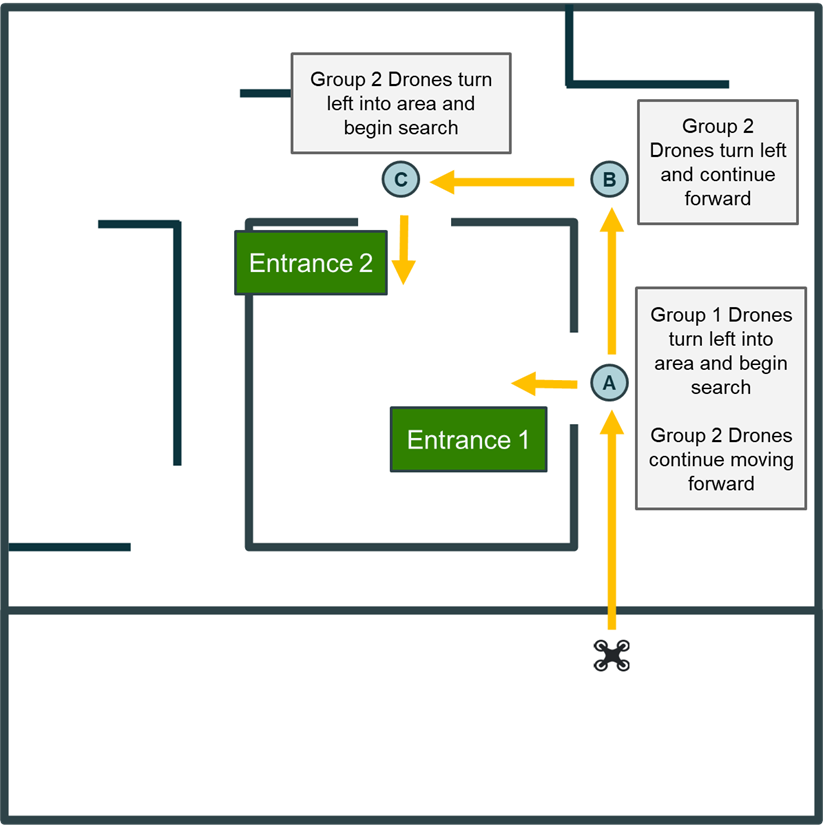 Group 2 Drones turn
left into area and
begin search
C
B
Group 2
Drones turn left
and continue
forward
Entrance 2
Group 1 Drones
turn left into
area and begin
search
Group 2 Drones
continue moving
forward
A
Entrance 1